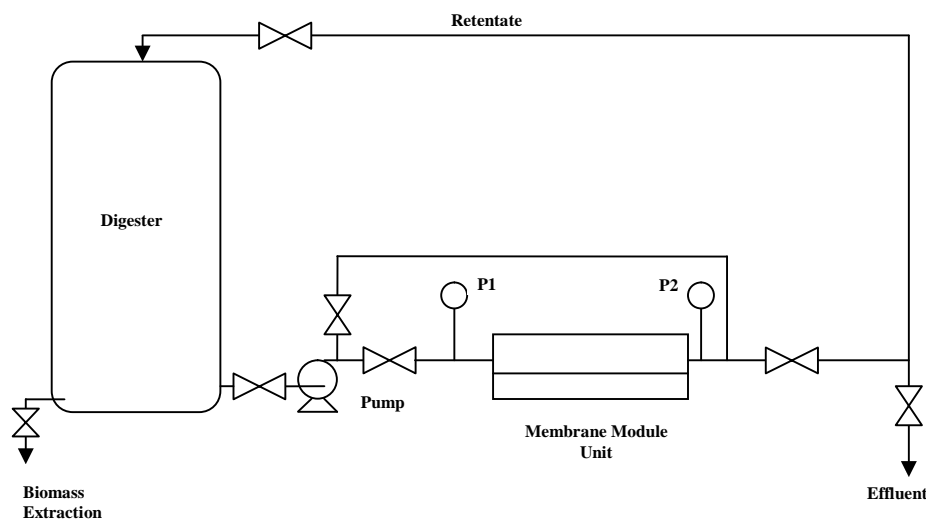 Retentate
Digester
P1
P2
Pump
Membrane Module
Unit
Biomass
Extraction
Effluent